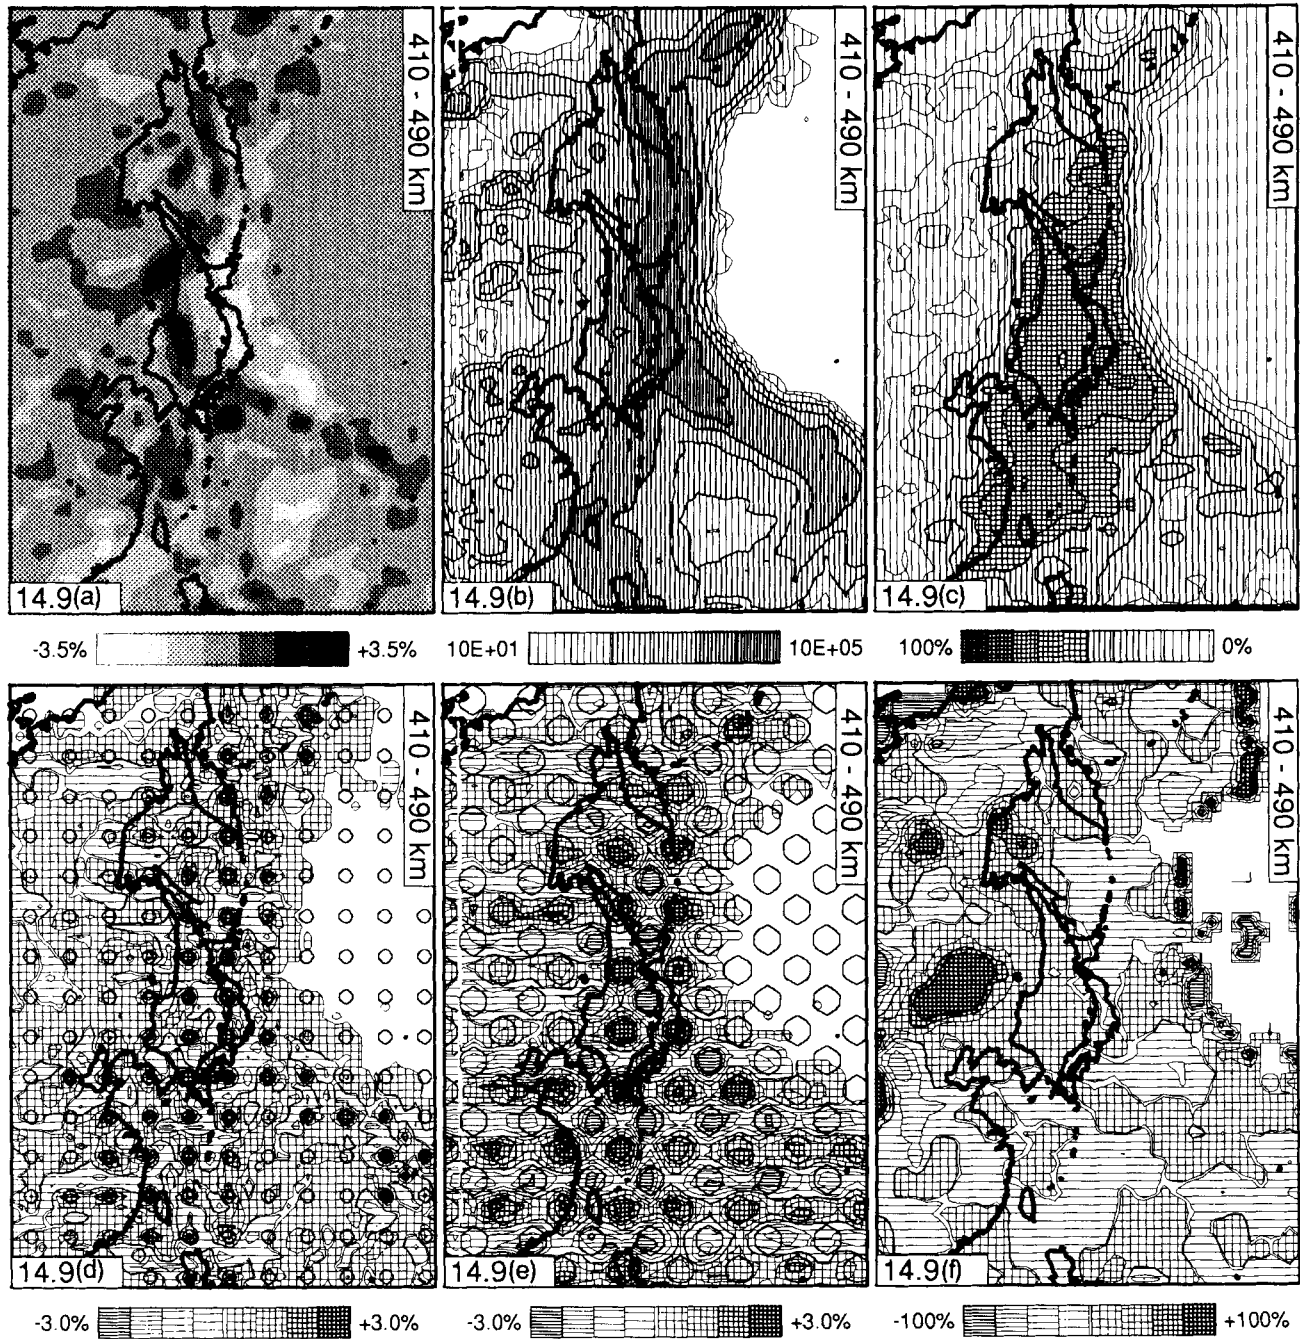 410 - 490 km
410 - 490 km
410 - 490 km
14.9(a)
14.9(b)
14.9(c)
-3.5% +3.5%
10E+01 10E+05
100% 0%
410 - 490 km
410 - 490 km
410 - 490 km
14.9(d)
14.9(e)
14.9(f)
-3.0% +3.0%
-3.0% +3.0%
-100% +100%